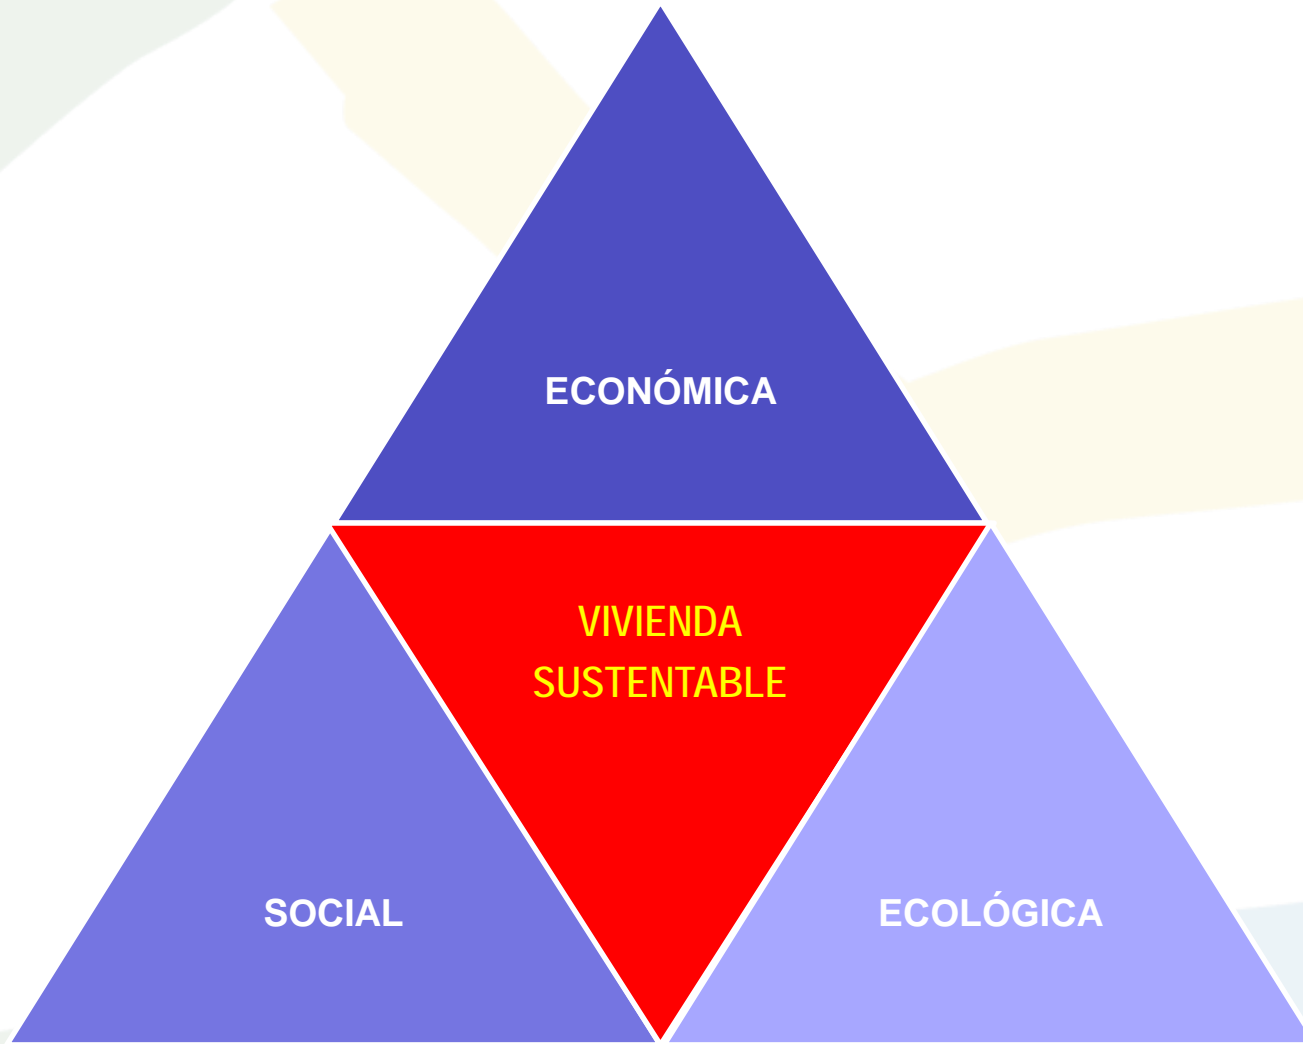 ECONÓMICA
VIVIENDA
SUSTENTABLE
SOCIAL
ECOLÓGICA